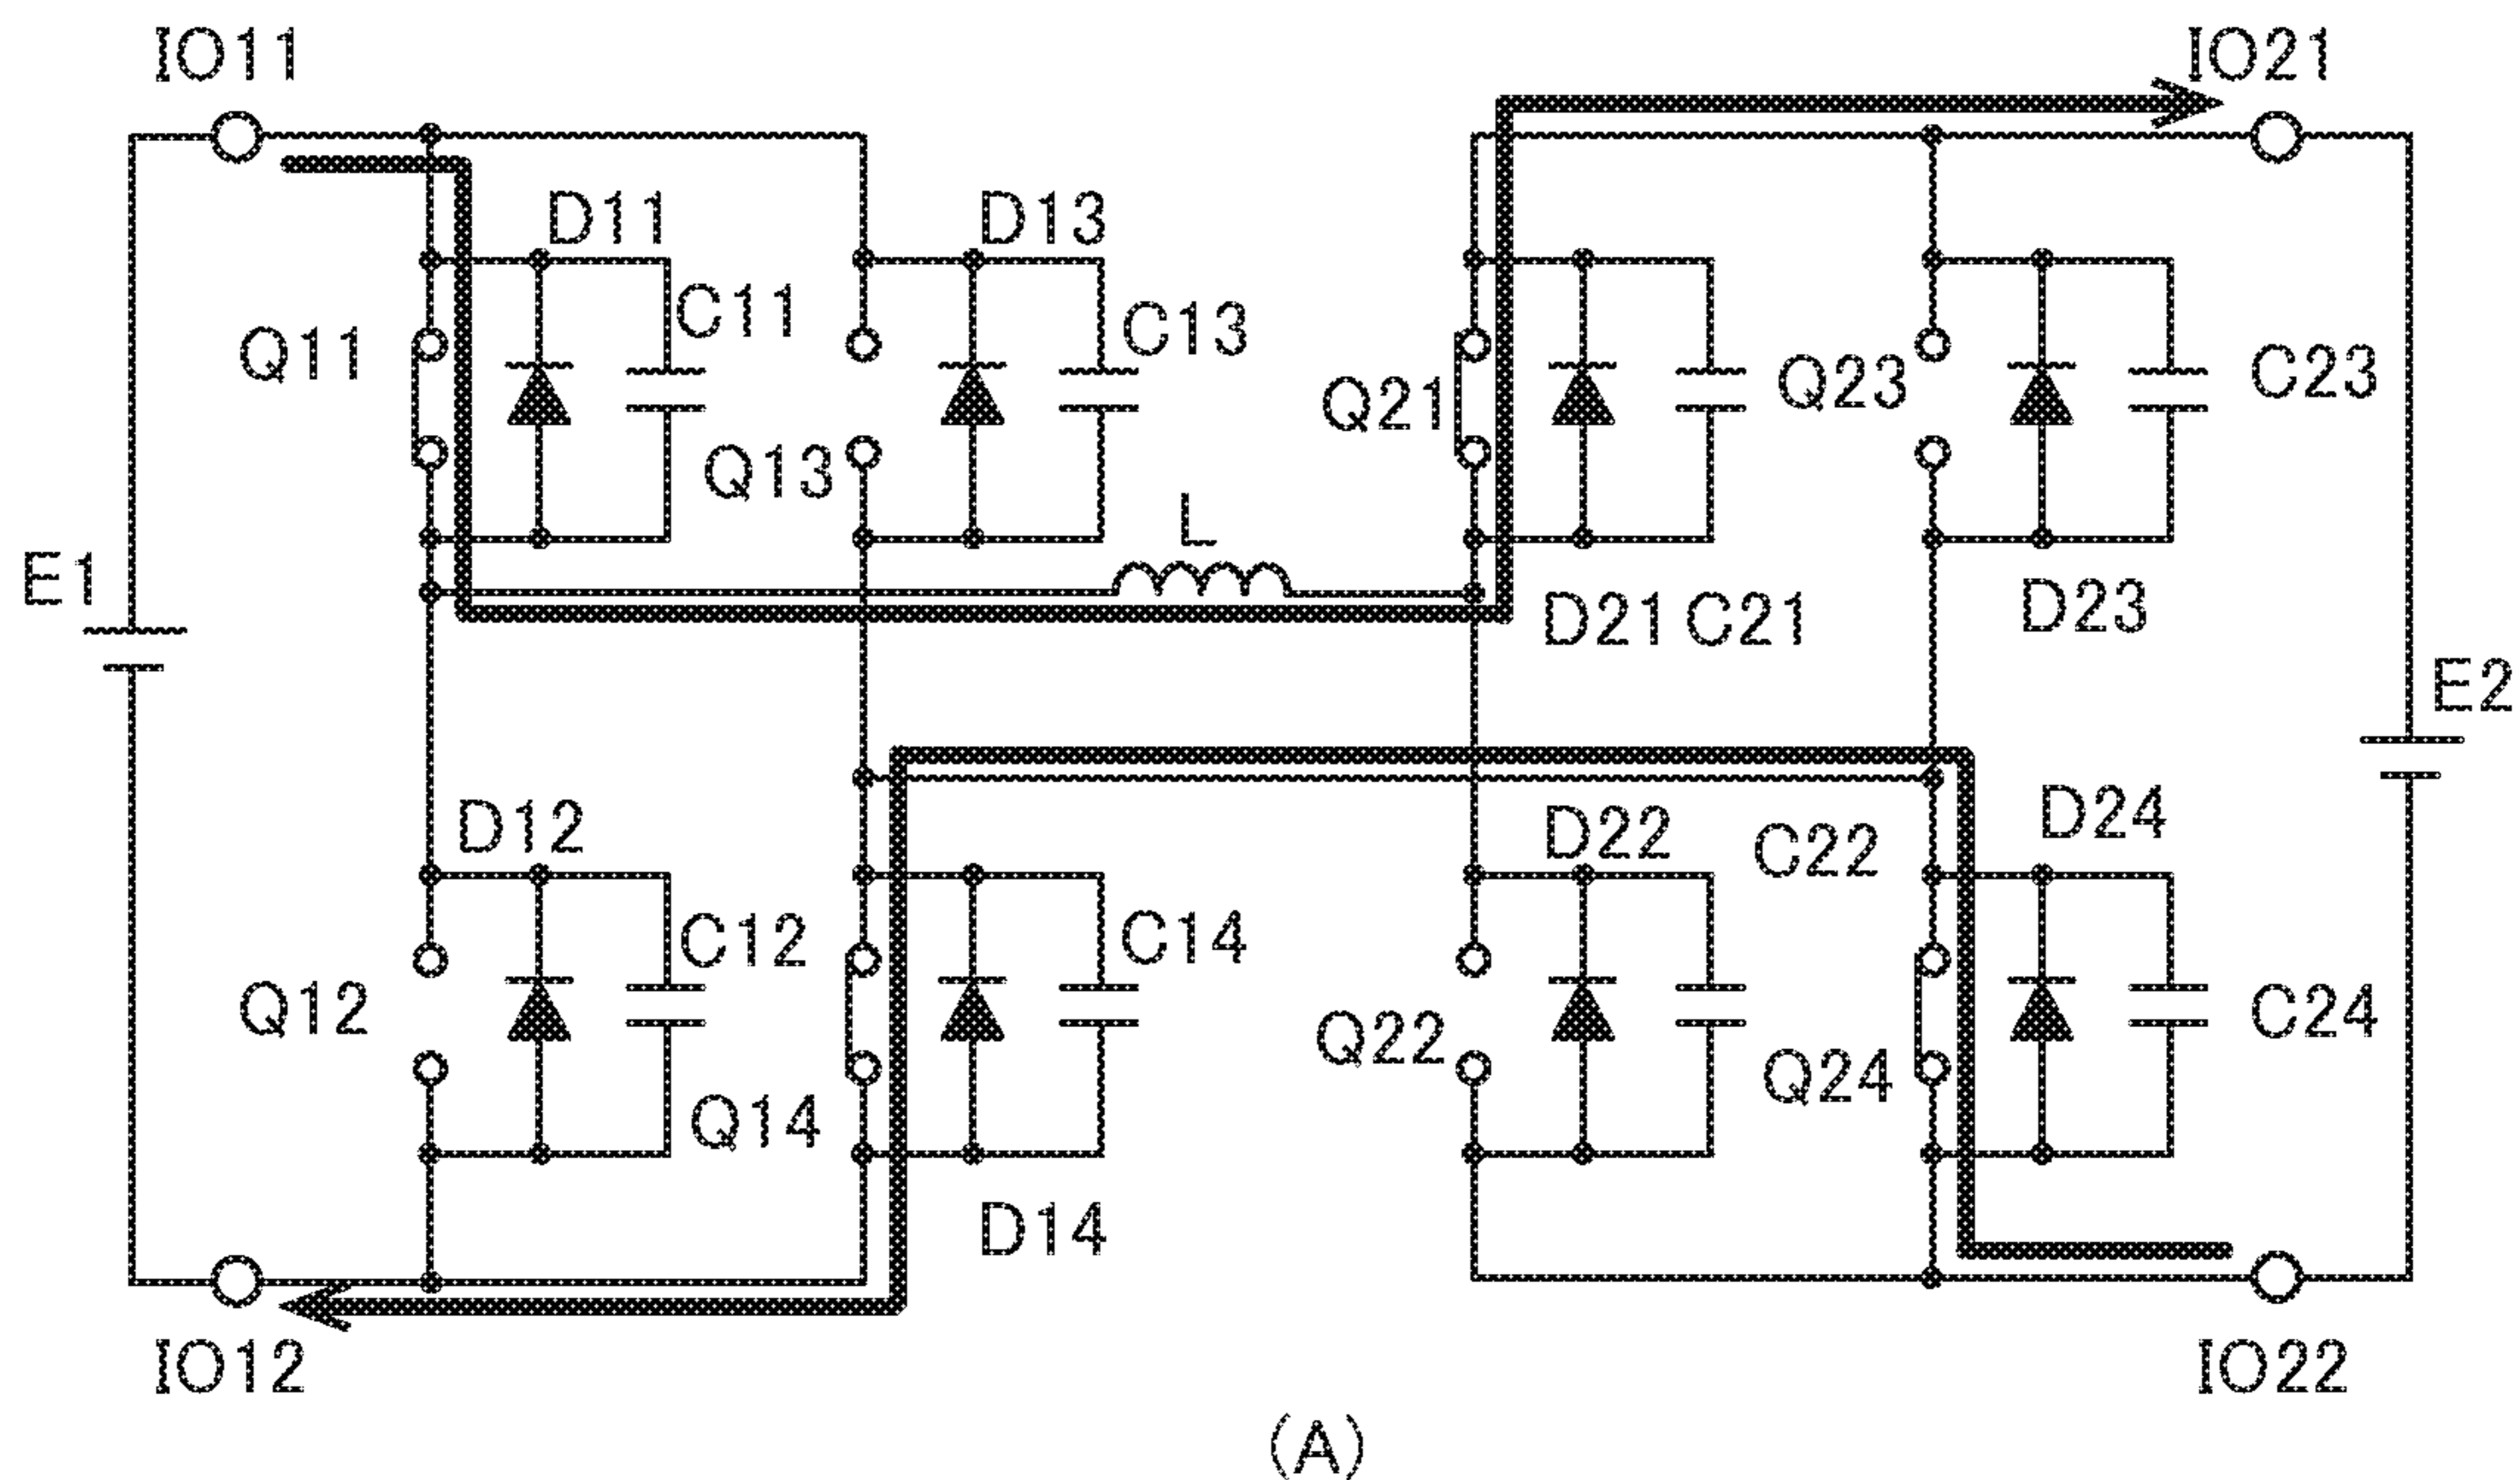 IO11
IO21
D11
D13
C11
C13
Q11
Q21
Q23
C23
Q13
L
E1
D21 C21
D23
E2
D12
D22
C22
D24
C12
C14
Q12
Q22
Q24
C24
Q14
D14
IO12
IO22
(A)